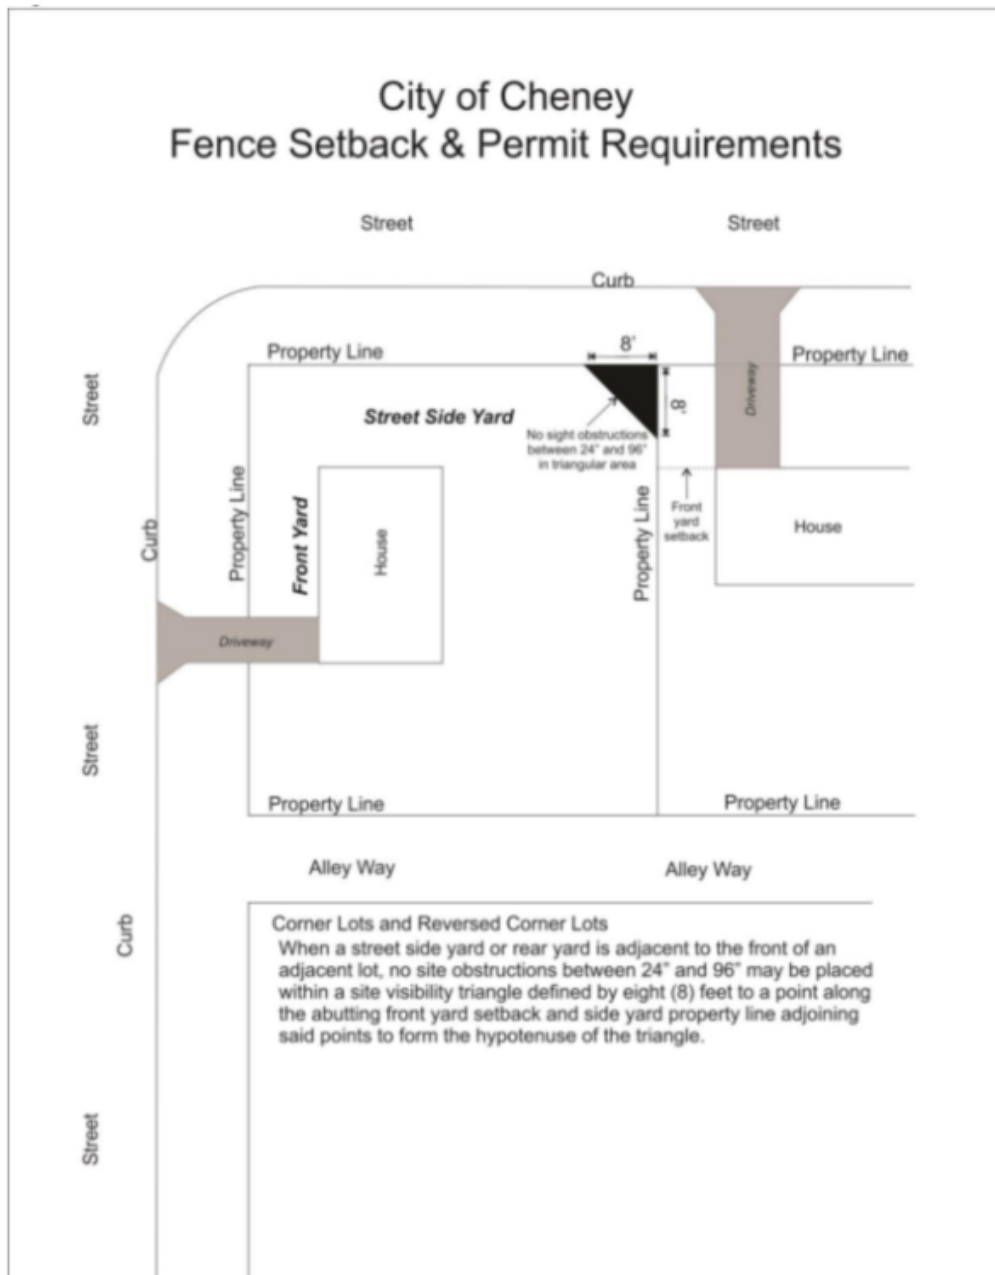 City of Cheney
Fence Setback & Permit Requirements
Street
Street
Curb
Property Line
8'
Property Line
Street
Driveway
8'
Street Side Yard
No sight obstructions
between 24" and 96"
in triangular area
Property Line
Front Yard
House
Property Line
Front
yard
setback
House
Curb
Driveway
Street
Property Line
Property Line
Alley Way
Alley Way
Curb
Corner Lots and Reversed Corner Lots
When a street side yard or rear yard is adjacent to the front of an
adjacent lot, no site obstructions between 24" and 96" may be placed
within a site visibility triangle defined by eight (8) feet to a point along
the abutting front yard setback and side yard property line adjoining
said points to form the hypotenuse of the triangle.
Street